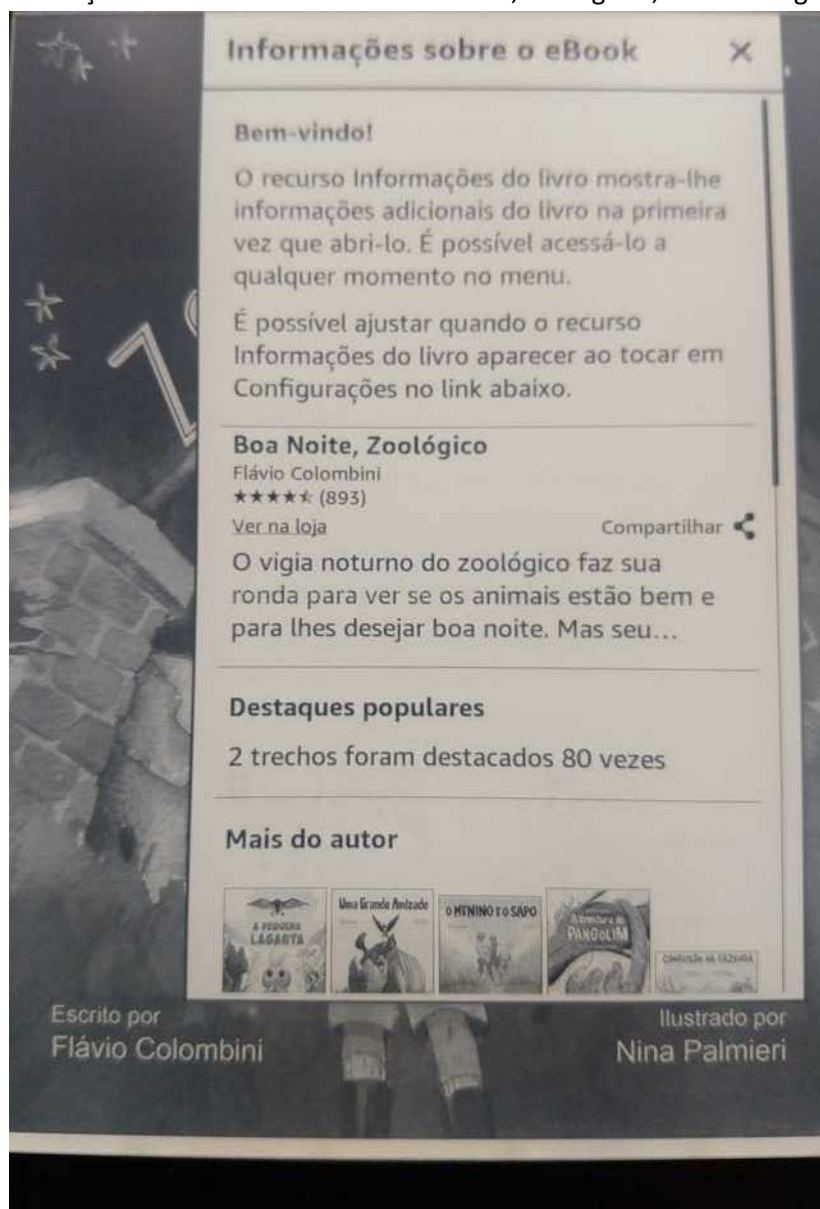 Informações sobre o eBook
Bem-vindo!
O recurso Informações do livro mostra-lhe
informações adicionais do livro na primeira
vez que abri-lo. É possível acessá-lo a
qualquer momento no menu.
É possível ajustar quando o recurso
Informações do livro aparecer ao tocar em
Configurações no link abaixo.
Boa Noite, Zoológico
Flávio Colombini
(893)
Ver na loja
Compartilhar
O vigia noturno do zoológico faz sua
ronda para ver se os animais estão bem e
para lhes desejar boa noite. Mas seu...
Destaques populares
2 trechos foram destacados 80 vezes
Mais do autor
A PEQUENA
LAGARTA
Uma Grande Amizade
O MENINO E O SAPO
A Aventura do
PANGOLIM
CONFUSÃO NA FAZENDA
Escrito por
Flávio Colombini
Ilustrado por
Nina Palmieri